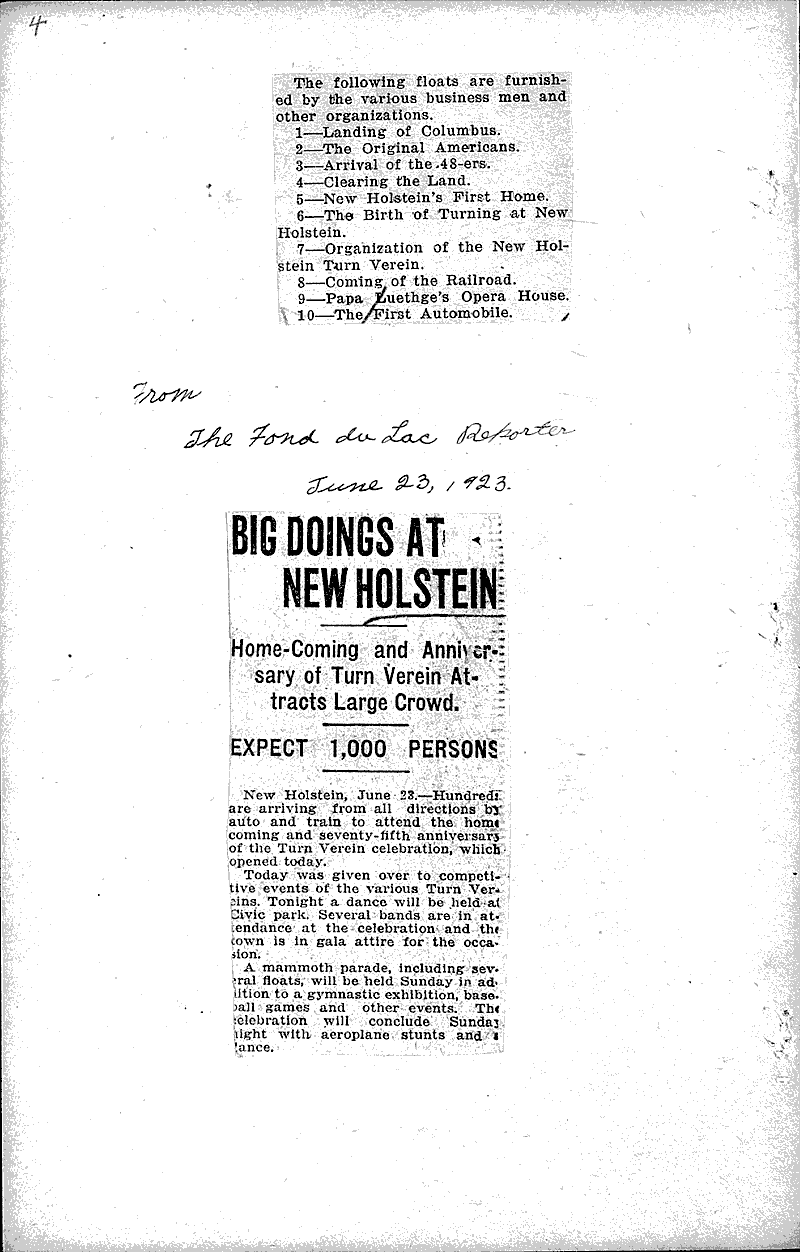 4
The following floats are furnish-
ed by the various business men and
other organizations.
1—Landing of Columbus.
2—The Original Americans.
3—Arrival of the 48-ers.
4—Clearing the Land.
5—New Holstein's First Home.
6—The Birth of Turning at New
Holstein.
7—Organization of the New Hol-
stein Turn Verein.
8—Coming of the Railroad.
9—Papa Luethge's Opera House.
10—The First Automobile.
From
The Fond du Lac Reporter
June 23, 1923.
BIG DOINGS AT
NEW HOLSTEIN
Home-Coming and Anniver-
sary of Turn Verein At-
tracts Large Crowd.
EXPECT 1,000 PERSONS
New Holstein, June 23.—Hundreds
are arriving from all directions by
auto and train to attend the home
coming and seventy-fifth anniversary
of the Turn Verein celebration, which
opened today.
Today was given over to competi-
tive events of the various Turn Ver-
eins. Tonight a dance will be held at
Civic park. Several bands are in at-
tendance at the celebration and the
town is in gala attire for the occa-
sion.
A mammoth parade, including sev-
eral floats, will be held Sunday in ad-
dition to a gymnastic exhibition, base-
ball games and other events. The
celebration will conclude Sunday
night with aeroplane stunts and a
dance.